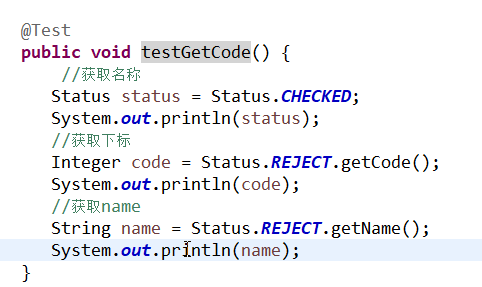 @Test
public void testGetCode() {
//获取名称
Status status = Status.CHECKED;
System.out.println(status);
//获取下标
Integer code = Status.REJECT.getCode();
System.out.println(code);
//获取name
String name = Status.REJECT.getName();
System.out.println(name);
}